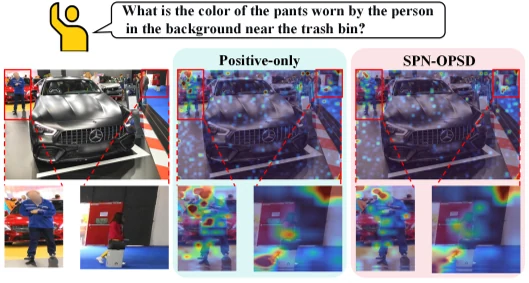 What is the color of the pants worn by the person
in the background near the trash bin?
Positive-only
SPN-OPSD